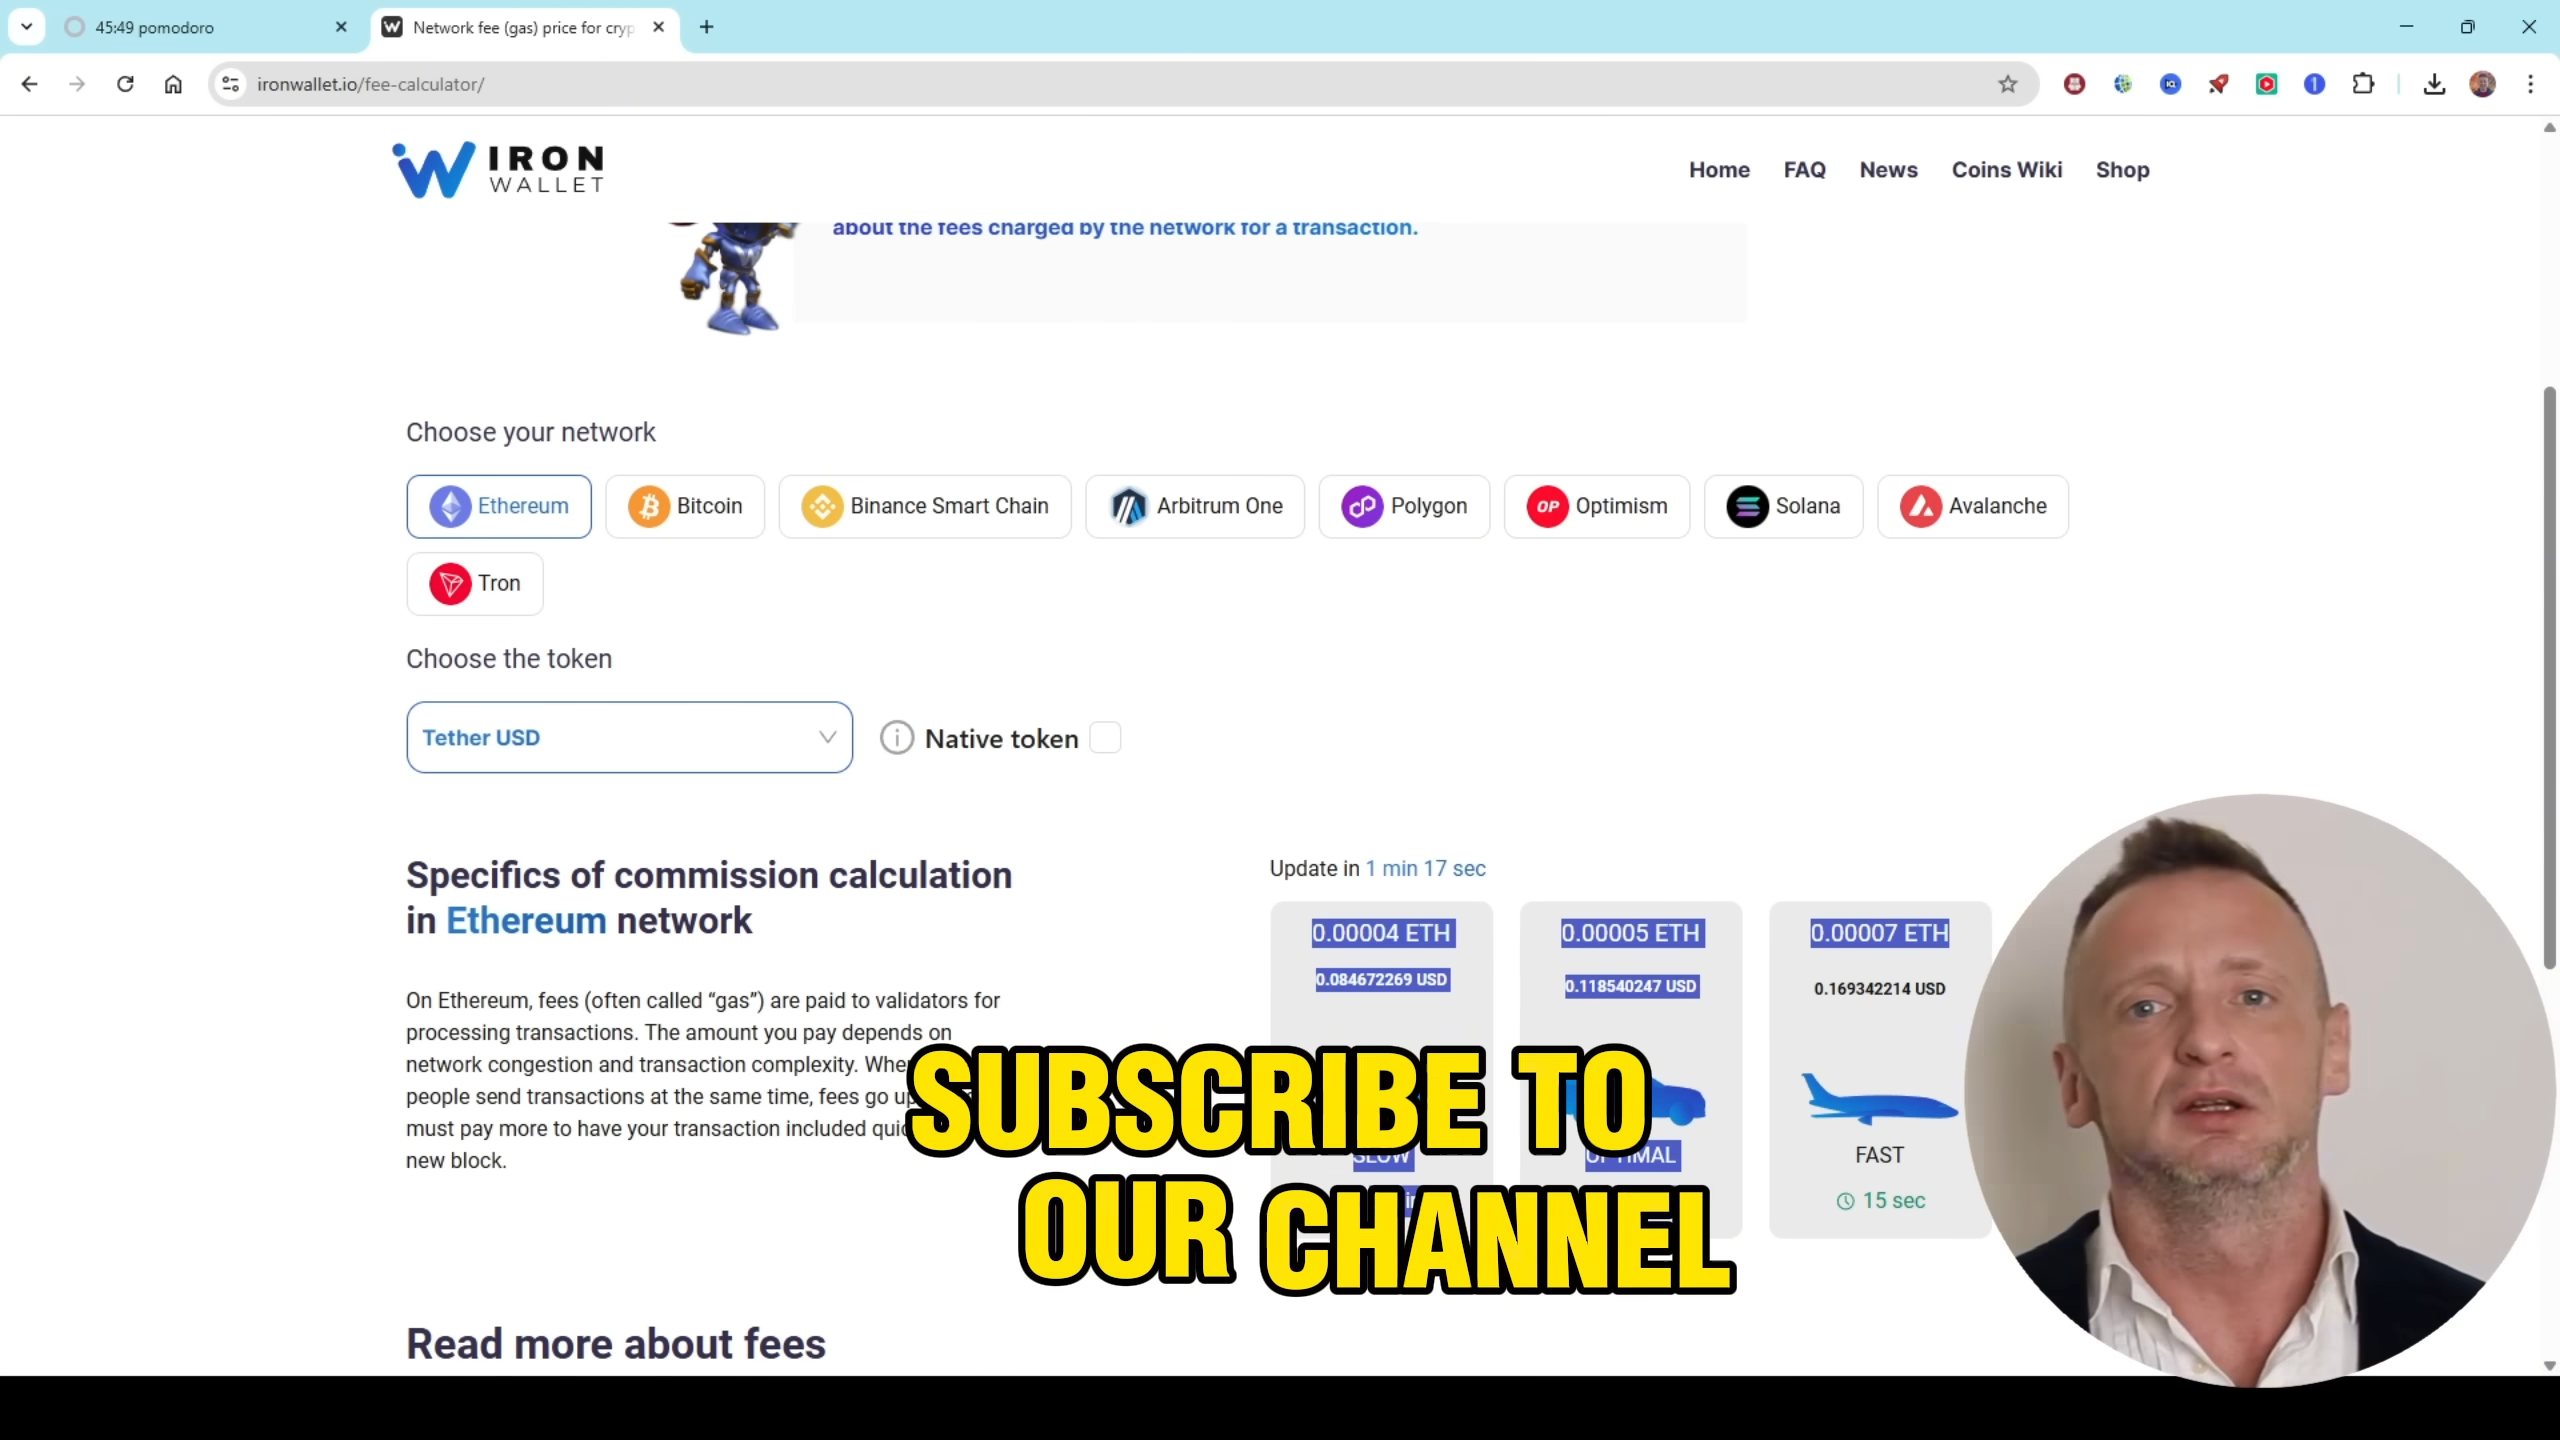 45:49 pomodoro
Network fee (gas) price for cryp
ironwallet.io/fee-calculator/
IRON
WALLET
Home FAQ News Coins Wiki Shop
about the fees charged by the network for a transaction.
Choose your network
Ethereum Bitcoin Binance Smart Chain Arbitrum One Polygon OP Optimism Solana Avalanche
Tron
Choose the token
Tether USD
Native token
Specifics of commission calculation
in Ethereum network
On Ethereum, fees (often called “gas”) are paid to validators for
processing transactions. The amount you pay depends on
network congestion and transaction complexity.
people send transactions at the same time, fees go
must pay more to have your transaction included
new block.
Update in 1 min 17 sec
0.00004 ETH
0.084672269 USD
SLOW
0.00005 ETH
0.118540247 USD
OPTIMAL
0.00007 ETH
0.169342214 USD
FAST
15 sec
SUBSCRIBE TO
OUR CHANNEL
Read more about fees